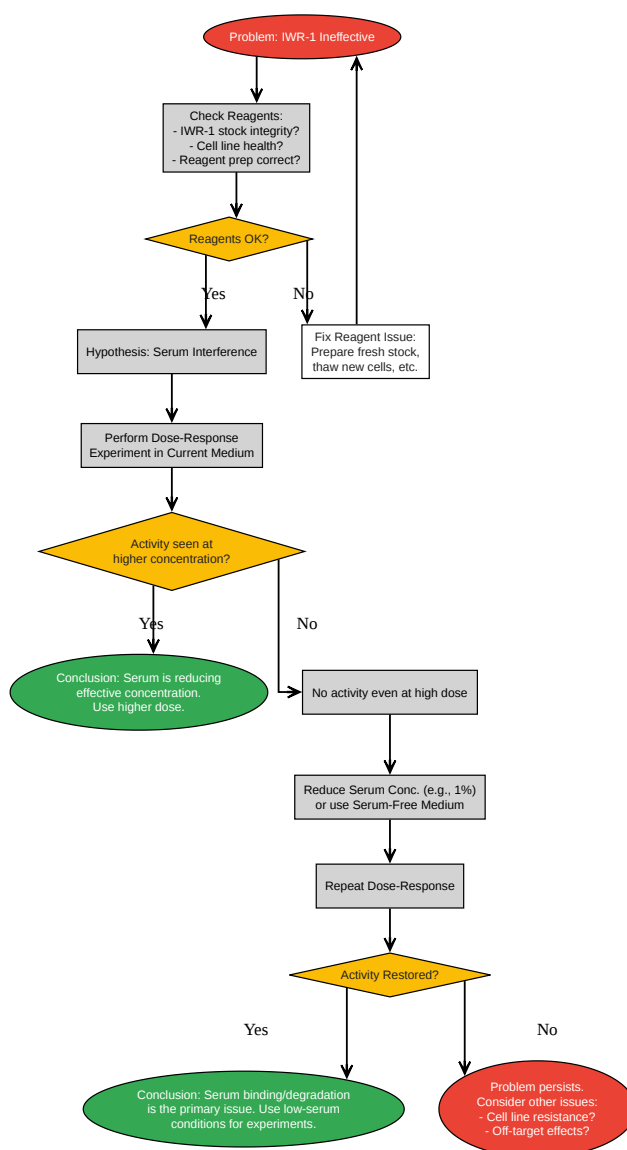 Problem: IWR-1 Ineffective
Check Reagents:
- IWR-1 stock integrity?
- Cell line health?
- Reagent prep correct?
Reagents OK?
Yes
No
Hypothesis: Serum Interference
Fix Reagent Issue:
Prepare fresh stock,
thaw new cells, etc.
Perform Dose-Response
Experiment in Current Medium
Activity seen at
higher concentration?
Yes
No
Conclusion: Serum is reducing
effective concentration.
Use higher dose.
No activity even at high dose
Reduce Serum Conc. (e.g., 1%)
or use Serum-Free Medium
Repeat Dose-Response
Activity Restored?
Yes
No
Conclusion: Serum binding/degradation
is the primary issue. Use low-serum
conditions for experiments.
Problem persists.
Consider other issues:
- Cell line resistance?
- Off-target effects?